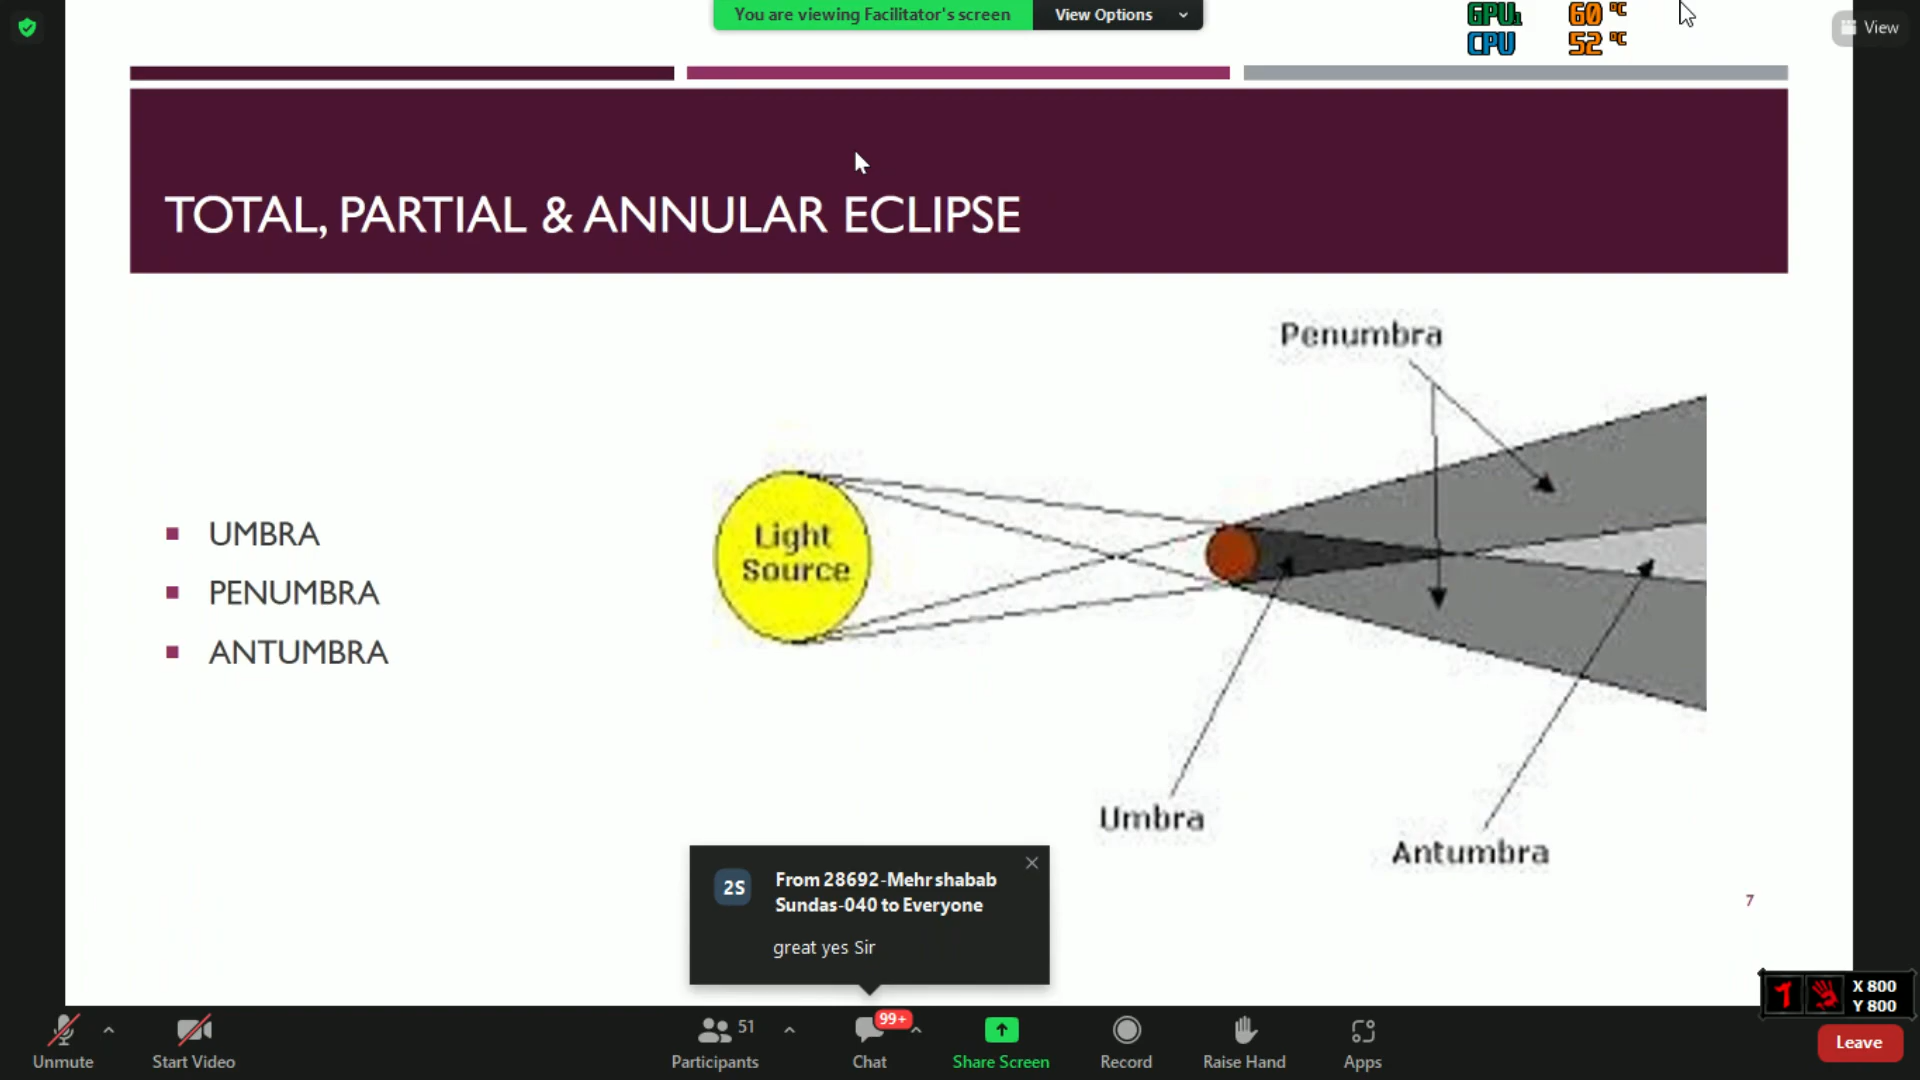 You are viewing Facilitator's screen
View Options
GPU1 60 °C
CPU 52 °C
View
TOTAL, PARTIAL & ANNULAR ECLIPSE
UMBRA
PENUMBRA
ANTUMBRA
Penumbra
Light
Source
Umbra
Antumbra
7
2S
From 28692-Mehrshabab
Sundas-040 to Everyone
great yes Sir
X 800
Y 800
Unmute
Start Video
51
Participants
99+
Chat
Share Screen
Record
Raise Hand
Apps
Leave